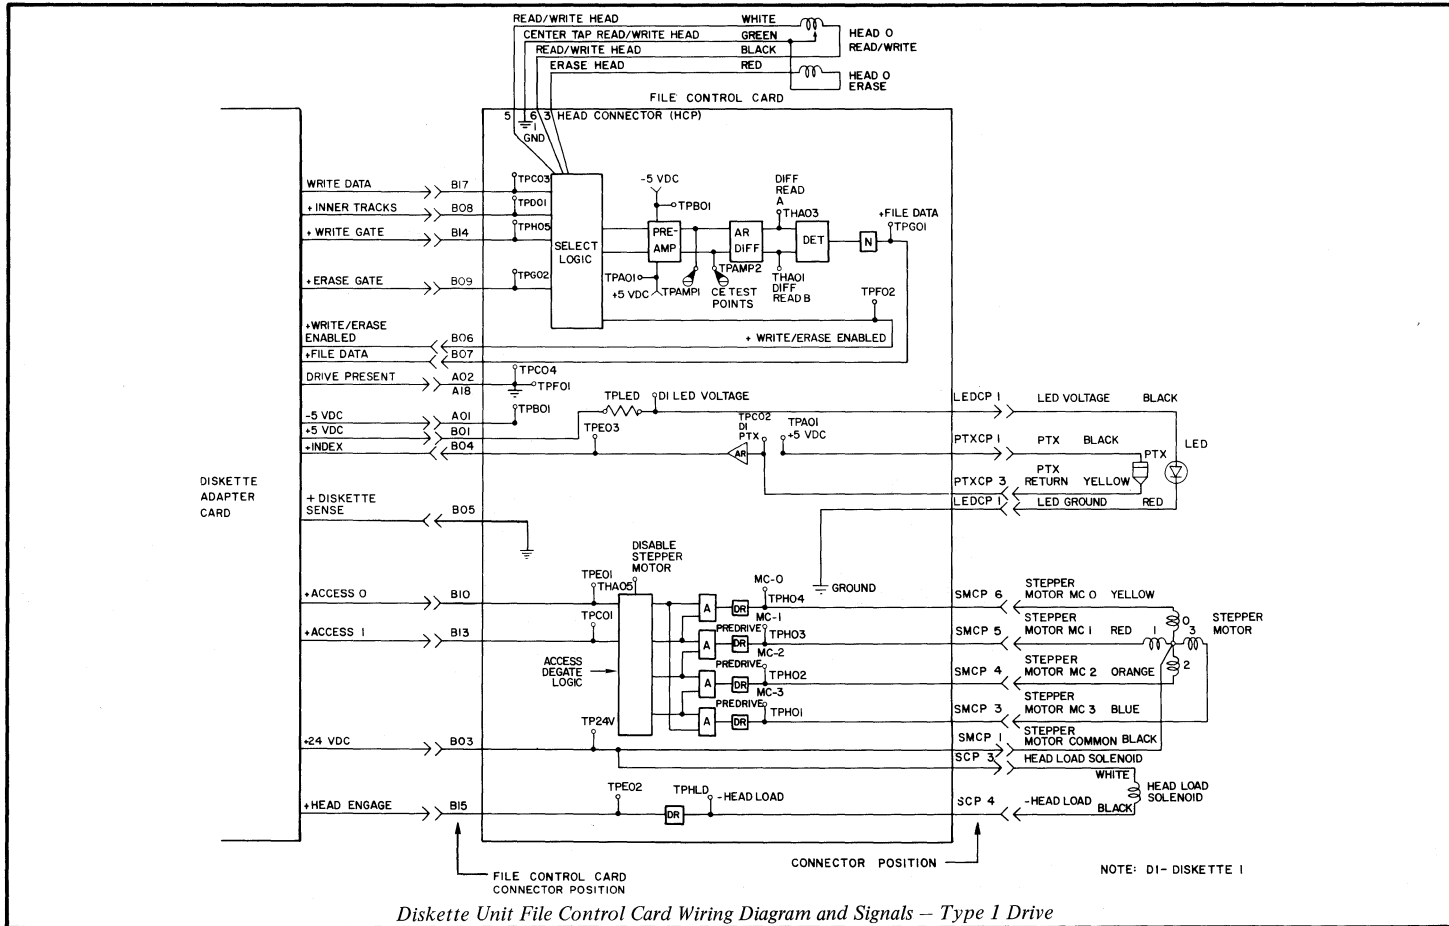 READ/WRITE HEAD WHITE
CENTER TAP READ/WRITE HEAD GREEN
READ/WRITE HEAD BLACK
ERASE HEAD RED
HEAD 0
READ/WRITE
HEAD 0
ERASE
FILE CONTROL CARD
5 6 3 HEAD CONNECTOR (HCP)
1
GND
DISKETTE
ADAPTER
CARD
WRITE DATA B17 TPC03
+INNER TRACKS B08 TPD01
+WRITE GATE B14 TPH05
+ERASE GATE B09 TPG02
SELECT
LOGIC
-5 VDC
TPB01
PRE-
AMP
TPA01
+5 VDC
TPAMP1
TPAMP2
CE TEST
POINTS
AR
DIFF
DIFF
READ
A
THA03
THA01
DIFF
READ B
DET
N
+FILE DATA
TPG01
TPF02
+WRITE/ERASE
ENABLED B06
+ WRITE/ERASE ENABLED
+FILE DATA B07
DRIVE PRESENT A02
A18
TPC04
TPF01
-5 VDC A01 TPB01
+5 VDC B01
+INDEX B04
TPE03
TPLED
D1 LED VOLTAGE
AR
TPC02
D1
PTX
TPA01
+5 VDC
LEDCP 1 LED VOLTAGE BLACK
PTXCP 1 PTX BLACK
PTX
LED
PTXCP 3 PTX
RETURN YELLOW
LEDCP 1 LED GROUND RED
+ DISKETTE
SENSE B05
GROUND
DISABLE
STEPPER
MOTOR
TPE01
THA05
+ACCESS 0 B10
TPC01
+ACCESS 1 B13
ACCESS
DEGATE
LOGIC
A DR MC-0
TPH04
MC-1
PREDRIVE
A DR TPH03
MC-2
PREDRIVE
A DR TPH02
MC-3
PREDRIVE
A DR TPH01
SMCP 6 STEPPER
MOTOR MC 0 YELLOW
SMCP 5 STEPPER
MOTOR MC 1 RED
SMCP 4 STEPPER
MOTOR MC 2 ORANGE
SMCP 3 STEPPER
MOTOR MC 3 BLUE
SMCP 1 STEPPER
MOTOR COMMON BLACK
0
1
3
2
STEPPER
MOTOR
+24 VDC B03
TP24V
SCP 3 HEAD LOAD SOLENOID
WHITE
HEAD LOAD
SOLENOID
+HEAD ENGAGE B15
TPE02
DR
TPHLD
-HEAD LOAD
SCP 4 -HEAD LOAD
BLACK
FILE CONTROL CARD
CONNECTOR POSITION
CONNECTOR POSITION
NOTE: D1- DISKETTE 1
Diskette Unit File Control Card Wiring Diagram and Signals — Type 1 Drive